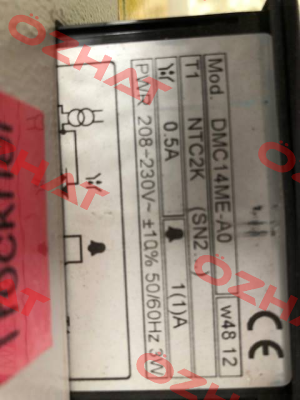 Mod. DMC14ME-A0 w48 12
T1 NTC2K (SN2...)
0.5A 1(1)A
PWR 208-230V~ ±10% 50/60Hz 3W
CE
OZHAT